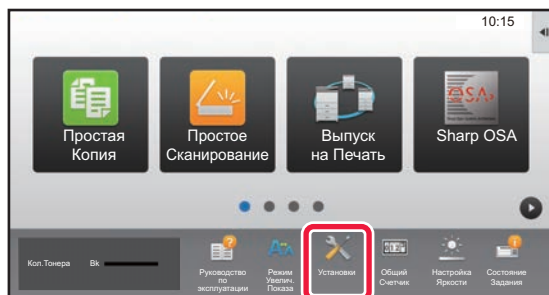 10:15
Простая
Копия
Простое
Сканирование
Выпуск
на Печать
OSA
Sharp OSA
Кол.Тонера
Bk
Руководство
по
эксплуатации
Режим
Увелич.
Показа
Установки
Общий
Счетчик
Настройка
Яркости
Состояние
Задания